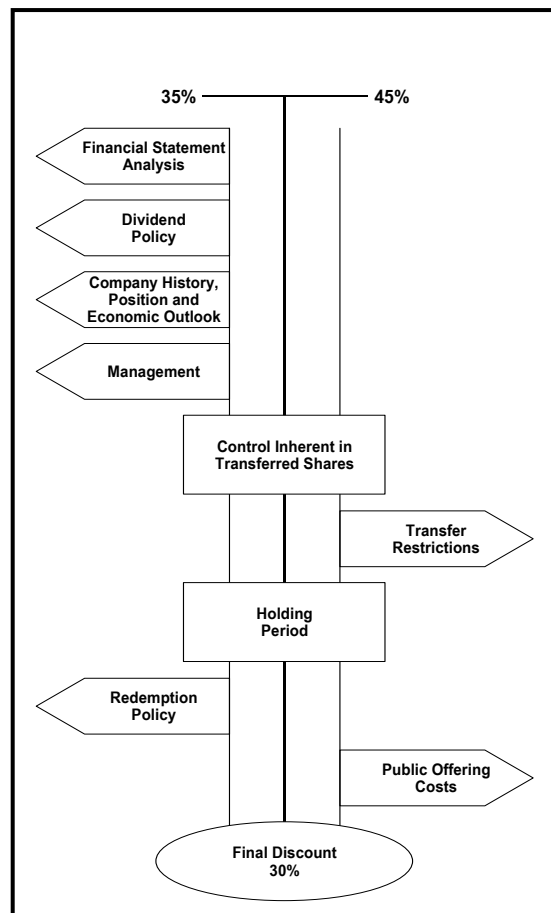 35%
45%
Financial Statement
Analysis
Dividend
Policy
Company History,
Position and
Economic Outlook
Management
Control Inherent in
Transferred Shares
Transfer
Restrictions
Holding
Period
Redemption
Policy
Public Offering
Costs
Final Discount
30%